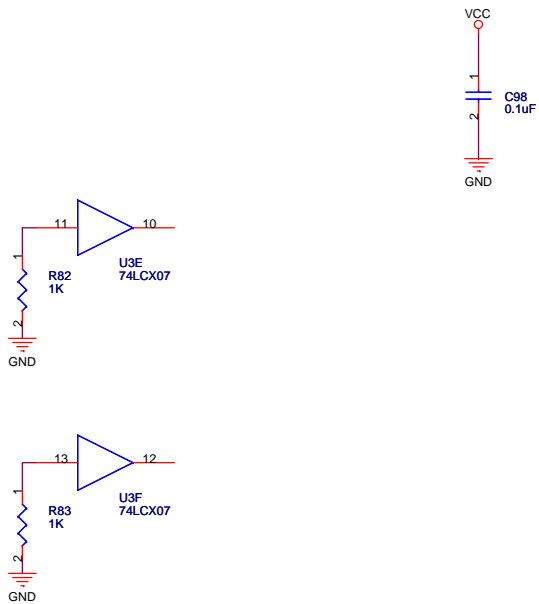 VCC
1
C98
0.1uF
2
GND
11
10
U3E
74LCX07
1
R82
1K
2
GND
13
12
U3F
74LCX07
1
R83
1K
2
GND